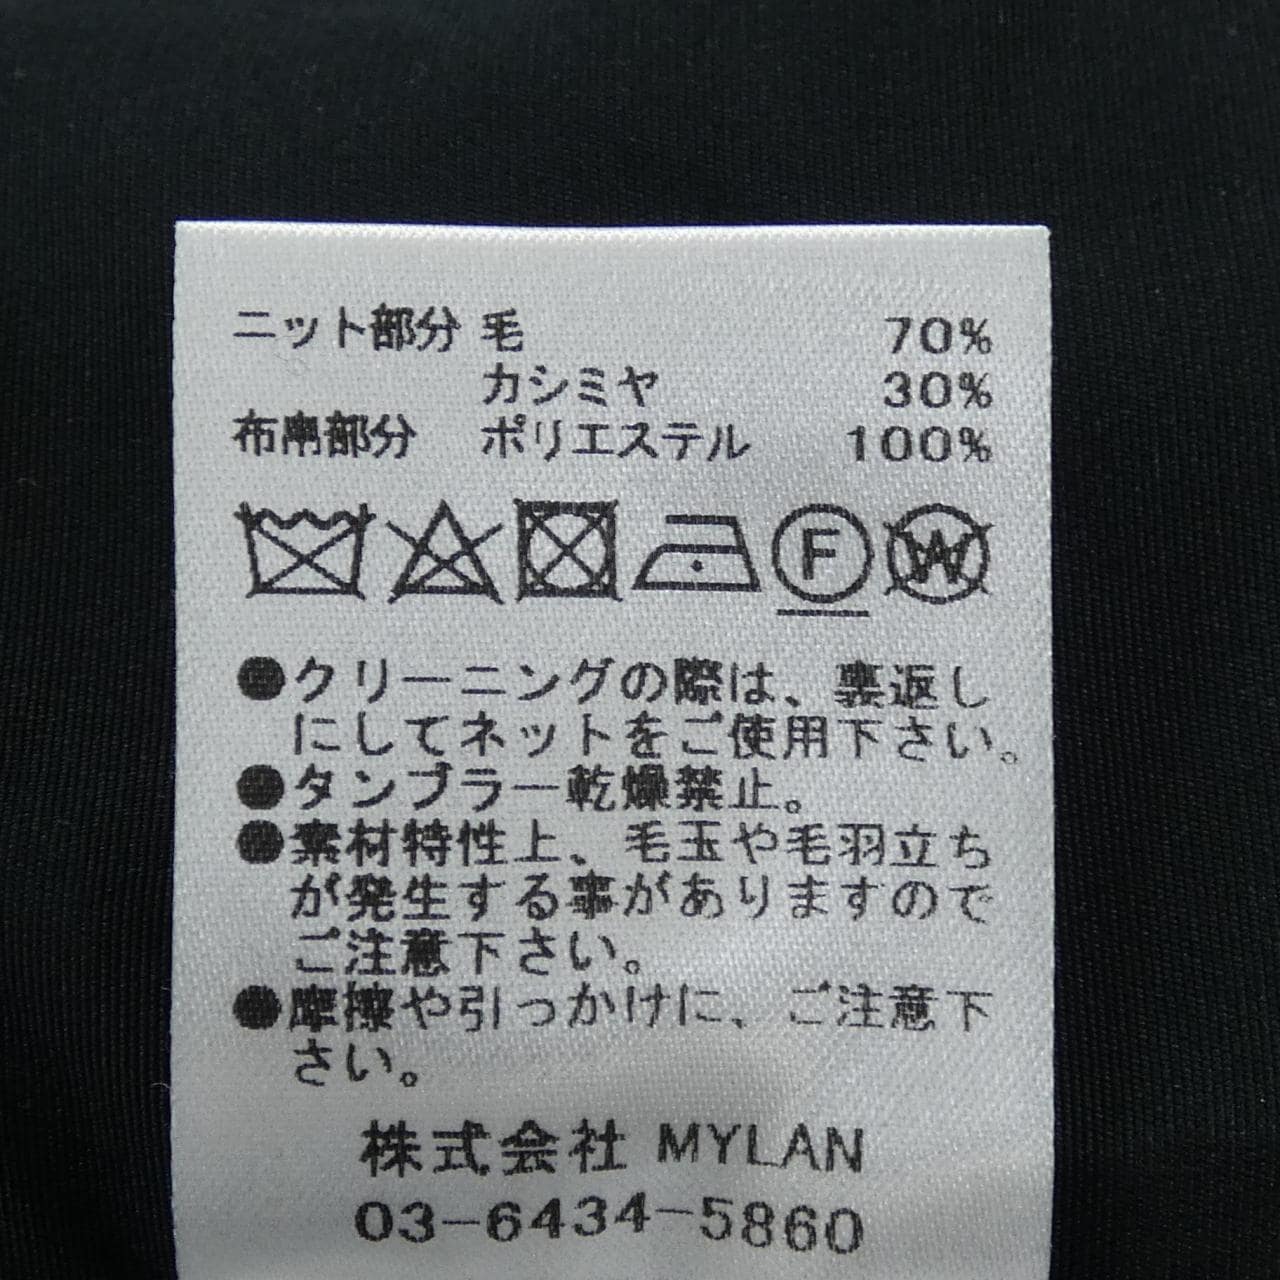 ニット部分 毛 70%
カシミヤ 30%
布帛部分 ポリエステル 100%
F W
●クリーニングの際は、裏返し
にしてネットをご使用下さい。
●タンブラー乾燥禁止。
●素材特性上、毛玉や毛羽立ち
が発生する事がありますので
ご注意下さい。
●摩擦や引っかけに、ご注意下
さい。
株式会社 MYLAN
03-6434-5860